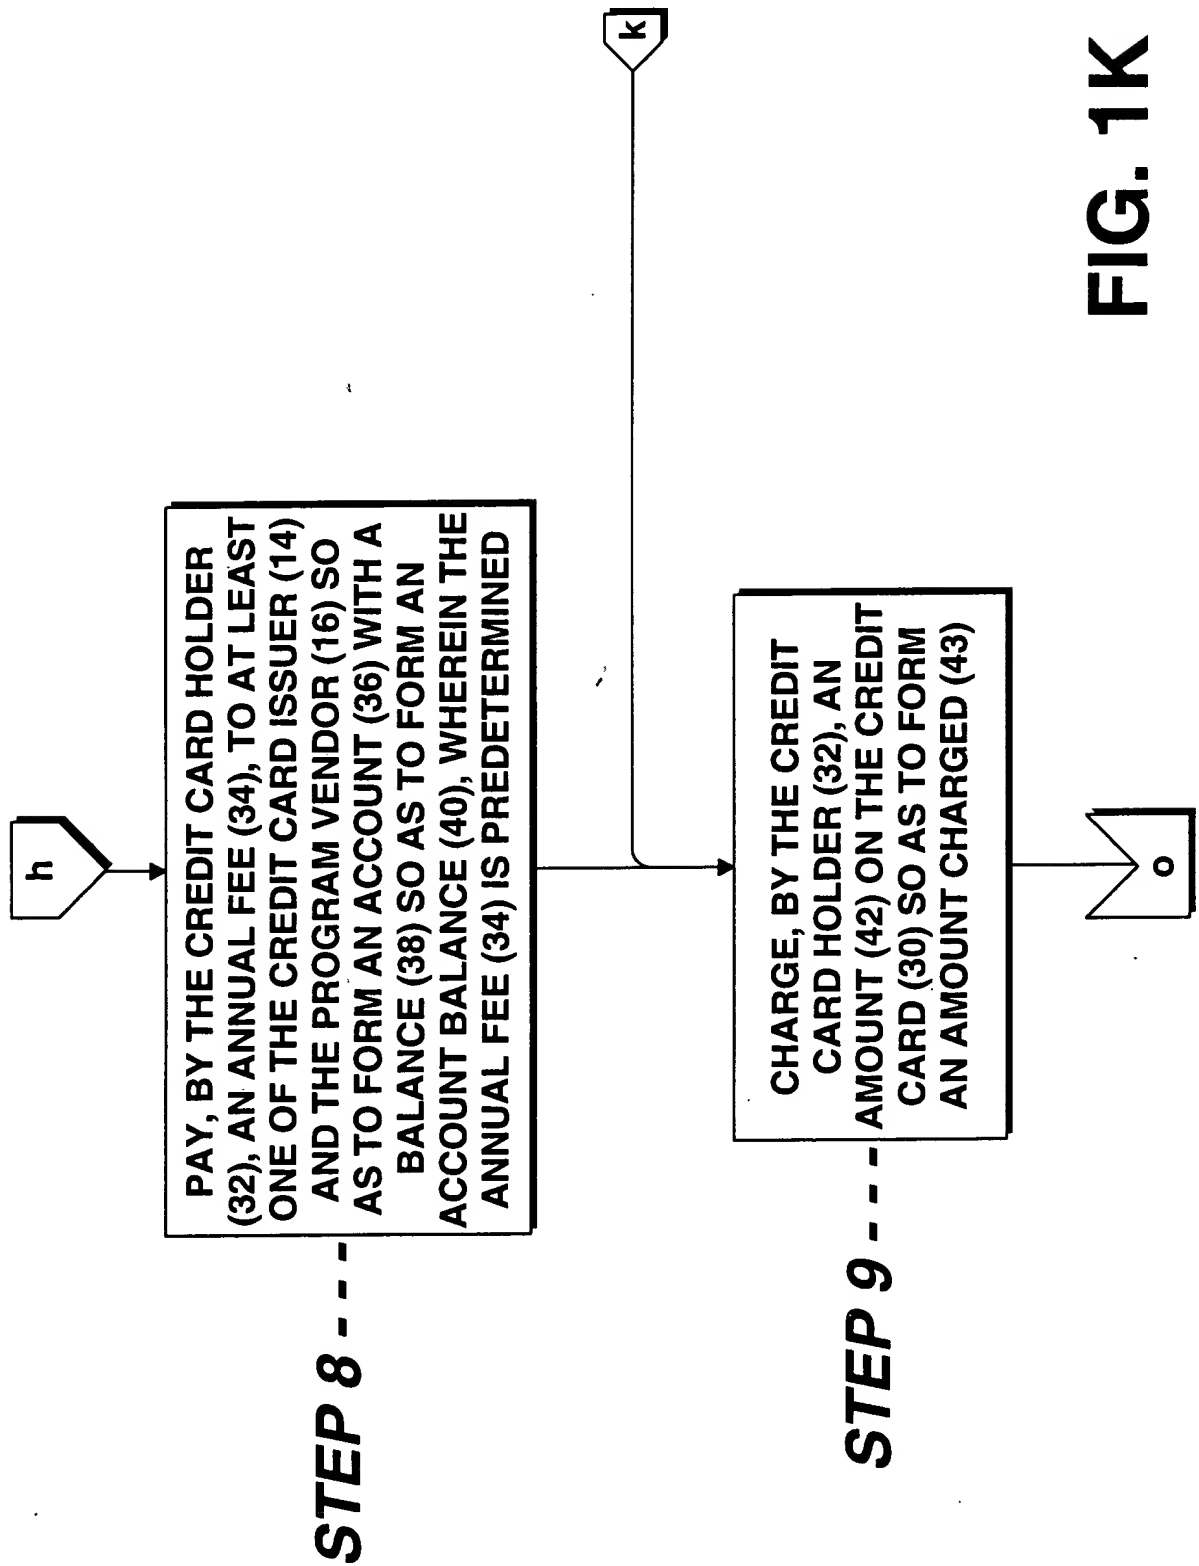 h
PAY, BY THE CREDIT CARD HOLDER
(32), AN ANNUAL FEE (34), TO AT LEAST
ONE OF THE CREDIT CARD ISSUER (14)
AND THE PROGRAM VENDOR (16) SO
AS TO FORM AN ACCOUNT (36) WITH A
BALANCE (38) SO AS TO FORM AN
ACCOUNT BALANCE (40), WHEREIN THE
ANNUAL FEE (34) IS PREDETERMINED
STEP 8 - - -
k
CHARGE, BY THE CREDIT
CARD HOLDER (32), AN
AMOUNT (42) ON THE CREDIT
CARD (30) SO AS TO FORM
AN AMOUNT CHARGED (43)
STEP 9 - - -
o
FIG. 1K